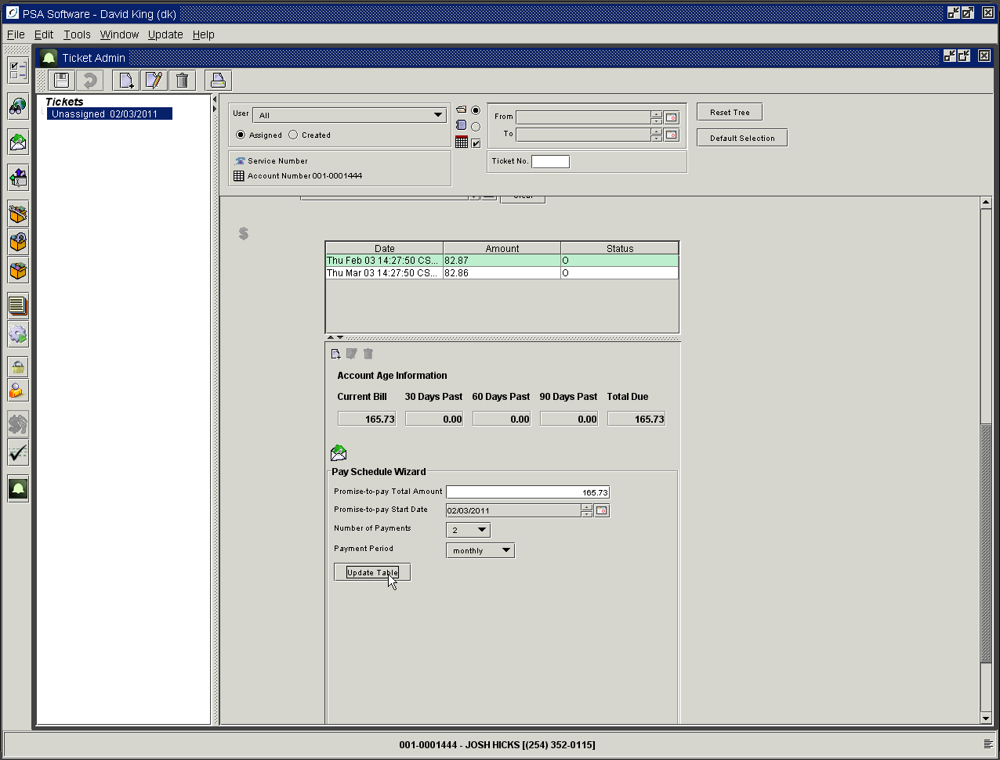 PSA Software - David King (dk)
File Edit Tools Window Update Help
Ticket Admin
Tickets
Unassigned 02/03/2011
User All
Assigned Created
Service Number
Account Number 001-0001444
From
To
Ticket No.
Reset Tree
Default Selection
Clear
Date Amount Status
Thu Feb 03 14:27:50 CS... 82.87 O
Thu Mar 03 14:27:50 CS... 82.86 O
Account Age Information
Current Bill 30 Days Past 60 Days Past 90 Days Past Total Due
165.73 0.00 0.00 0.00 165.73
Pay Schedule Wizard
Promise-to-pay Total Amount 165.73
Promise-to-pay Start Date 02/03/2011
Number of Payments 2
Payment Period monthly
Update Table
001-0001444 - JOSH HICKS [(254) 352-0115]